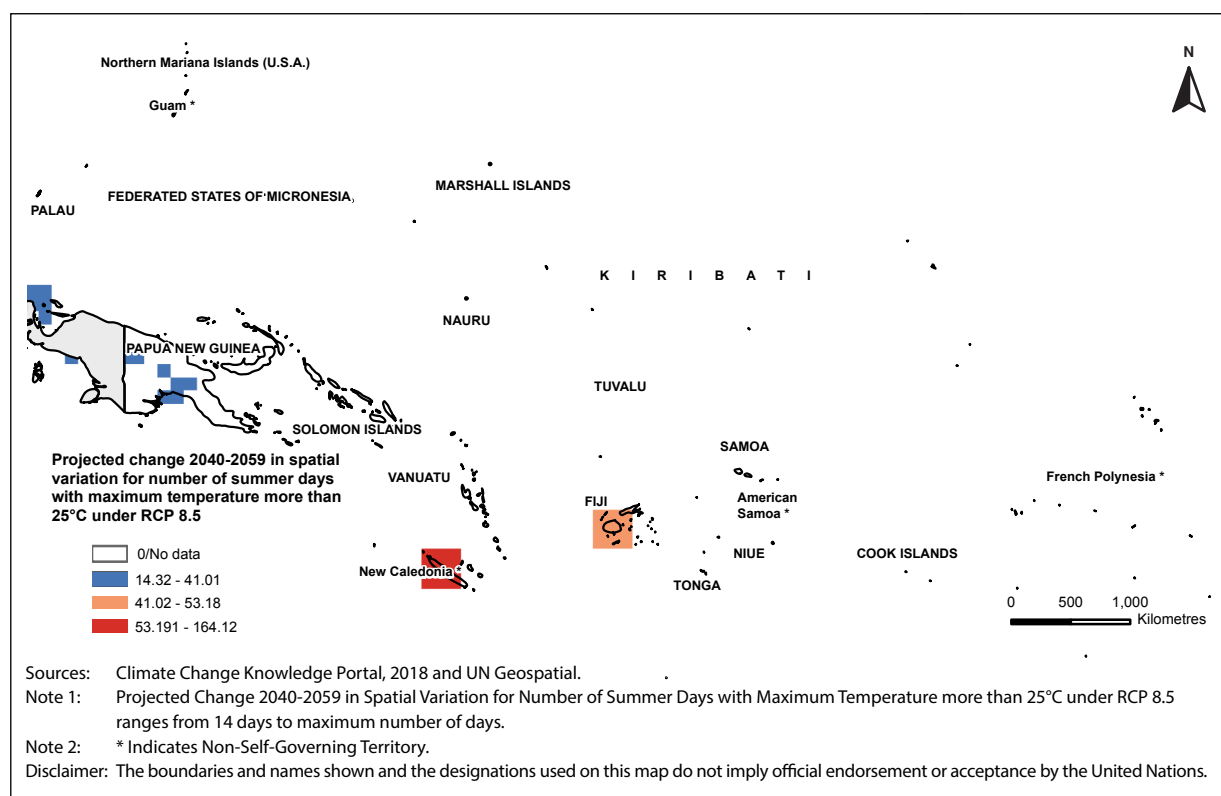 Northern Mariana Islands (U.S.A.)
N
Guam *
MARSHALL ISLANDS
FEDERATED STATES OF MICRONESIA
PALAU
K I R I B A T I
NAURU
PAPUA NEW GUINEA
TUVALU
SOLOMON ISLANDS
SAMOA
VANUATU
French Polynesia *
American
Samoa *
FIJI
NIUE
COOK ISLANDS
New Caledonia *
TONGA
Projected change 2040-2059 in spatial
variation for number of summer days
with maximum temperature more than
25°C under RCP 8.5
0/No data
14.32 - 41.01
41.02 - 53.18
53.191 - 164.12
0 500 1,000
Kilometres
Sources: Climate Change Knowledge Portal, 2018 and UN Geospatial.
Note 1: Projected Change 2040-2059 in Spatial Variation for Number of Summer Days with Maximum Temperature more than 25°C under RCP 8.5
ranges from 14 days to maximum number of days.
Note 2: * Indicates Non-Self-Governing Territory.
Disclaimer: The boundaries and names shown and the designations used on this map do not imply official endorsement or acceptance by the United Nations.